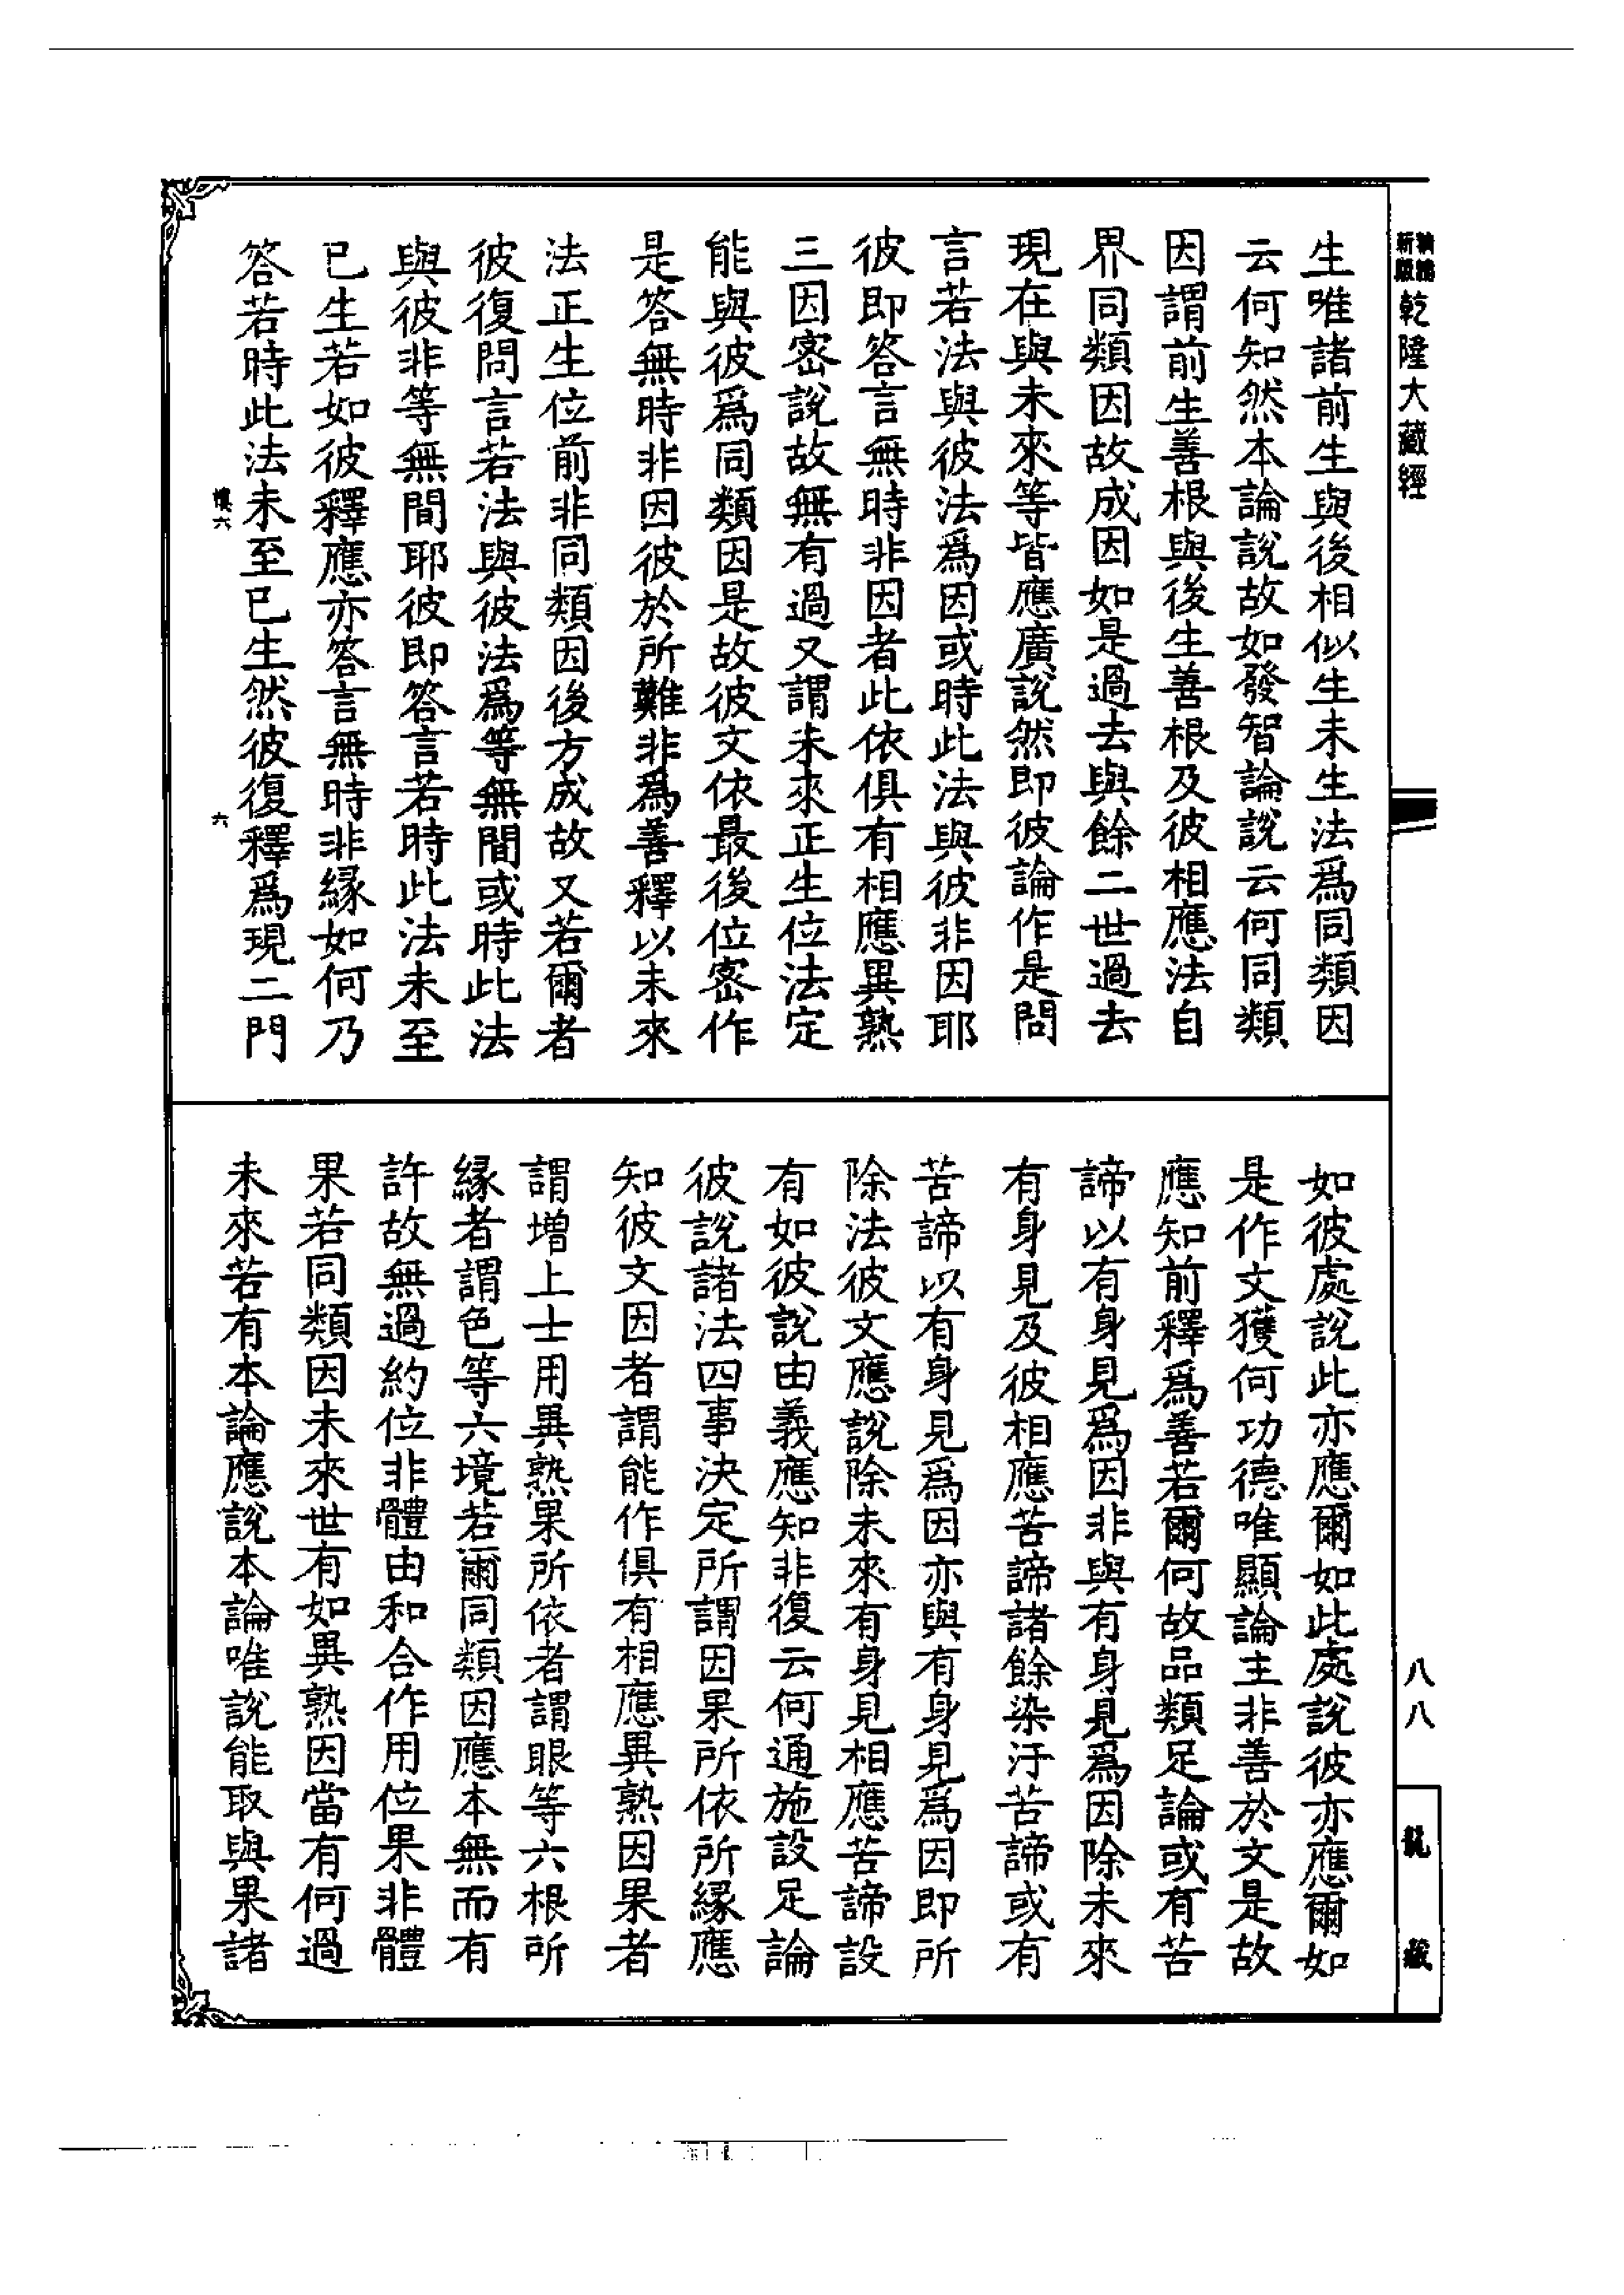 新編
縮版
乾隆大藏經
生唯諸前生與後相似生未生法爲同類因
云何知然本論說故如發智論說云何同類
因謂前生善根與後生善根及彼相應法自
界同類因故成因如是過去與餘二世過去
現在與未來等皆應廣說然即彼論作是問
言若法與彼法爲因或時此法與彼非因耶
彼即答言無時非因者此依俱有相應異熟
三因密說故無有過又謂未來正生位法定
能與彼爲同類因是故彼文依最後位密作
是答無時非因彼於所難非爲善釋以未來
法正生位前非同類因後方成故又若爾者
彼復問言若法與彼法爲等無間或時此法
與彼非等無間耶彼即答言若時此法未至
已生若如彼釋應亦答言無時非緣如何乃
答若時此法未至已生然彼復釋爲現二門
六
六
如彼處說此亦應爾如此處說彼亦應爾如
是作文獲何功德唯顯論主非善於文是故
應知前釋爲善若爾何故品類足論或有苦
諦以有身見爲因非與有身見爲因除未來
有身見及彼相應苦諦諸餘染汙苦諦或有
苦諦以有身見爲因亦與有身見爲因即所
除法彼文應說除未來有身見相應苦諦設
有如彼說由義應知非復云何通施設足論
彼說諸法四事決定所謂因果所依所緣應
知彼文因者謂能作俱有相應異熟因果者
謂增上士用異熟果所依者謂眼等六根所
緣者謂色等六境若爾同類因應本無而有
許故無過約位非體由和合作用位果非體
果若同類因未來世有如異熟因當有何過
未來若有本論應說本論唯說能取與果諸
八八
龍藏